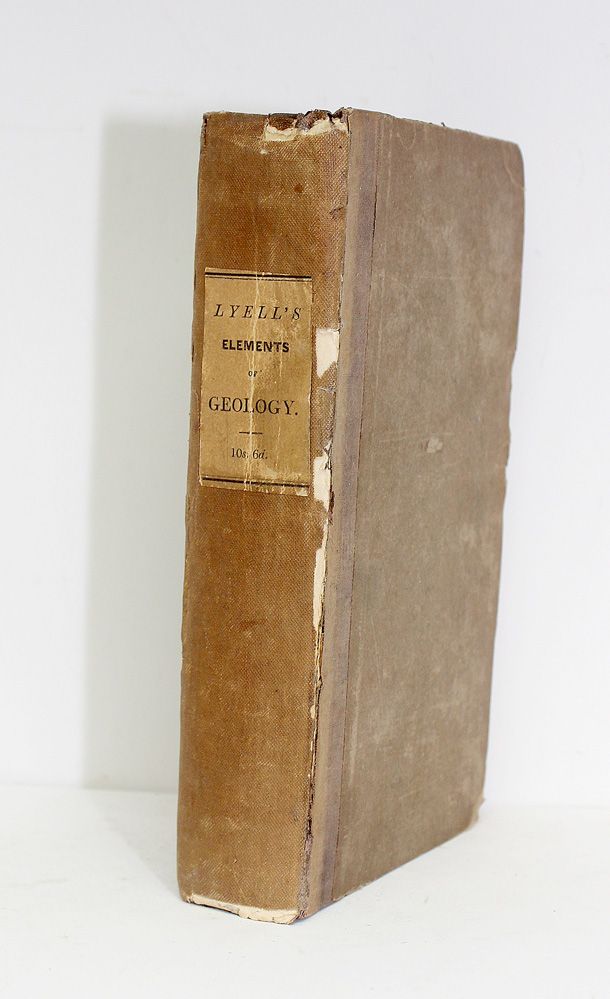 LYELL'S
ELEMENTS
OF
GEOLOGY.
10s. 6d.